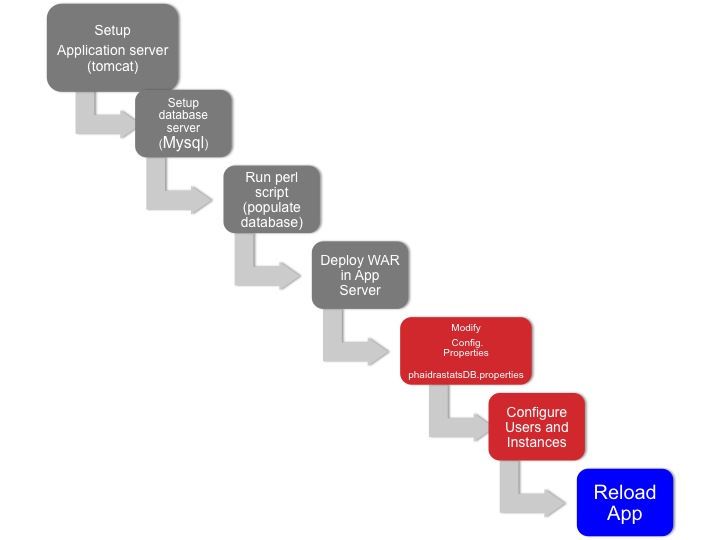 Setup
Application server
(tomcat)
Setup
database
server
(Mysql)
Run perl
script
(populate
database)
Deploy WAR
in App
Server
Modify
Config.
Properties
phaidrastatsDB.properties
Configure
Users and
Instances
Reload
App